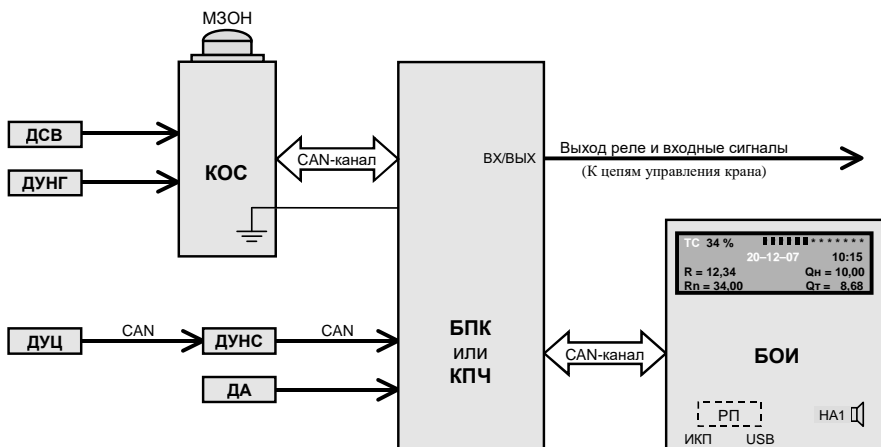 МЗОН
ДСВ
ДУНГ
КОС
CAN-канал
ВХ/ВЫХ
Выход реле и входные сигналы
(К цепям управления крана)
ТС 34 %
20–12–07 10:15
R = 12,34 Qн = 10,00
Rп = 34,00 Qт = 8,68
ДУЦ
CAN
ДУНС
CAN
ДА
БПК
или
КПЧ
CAN-канал
БОИ
РП
НА1
ИКП USB